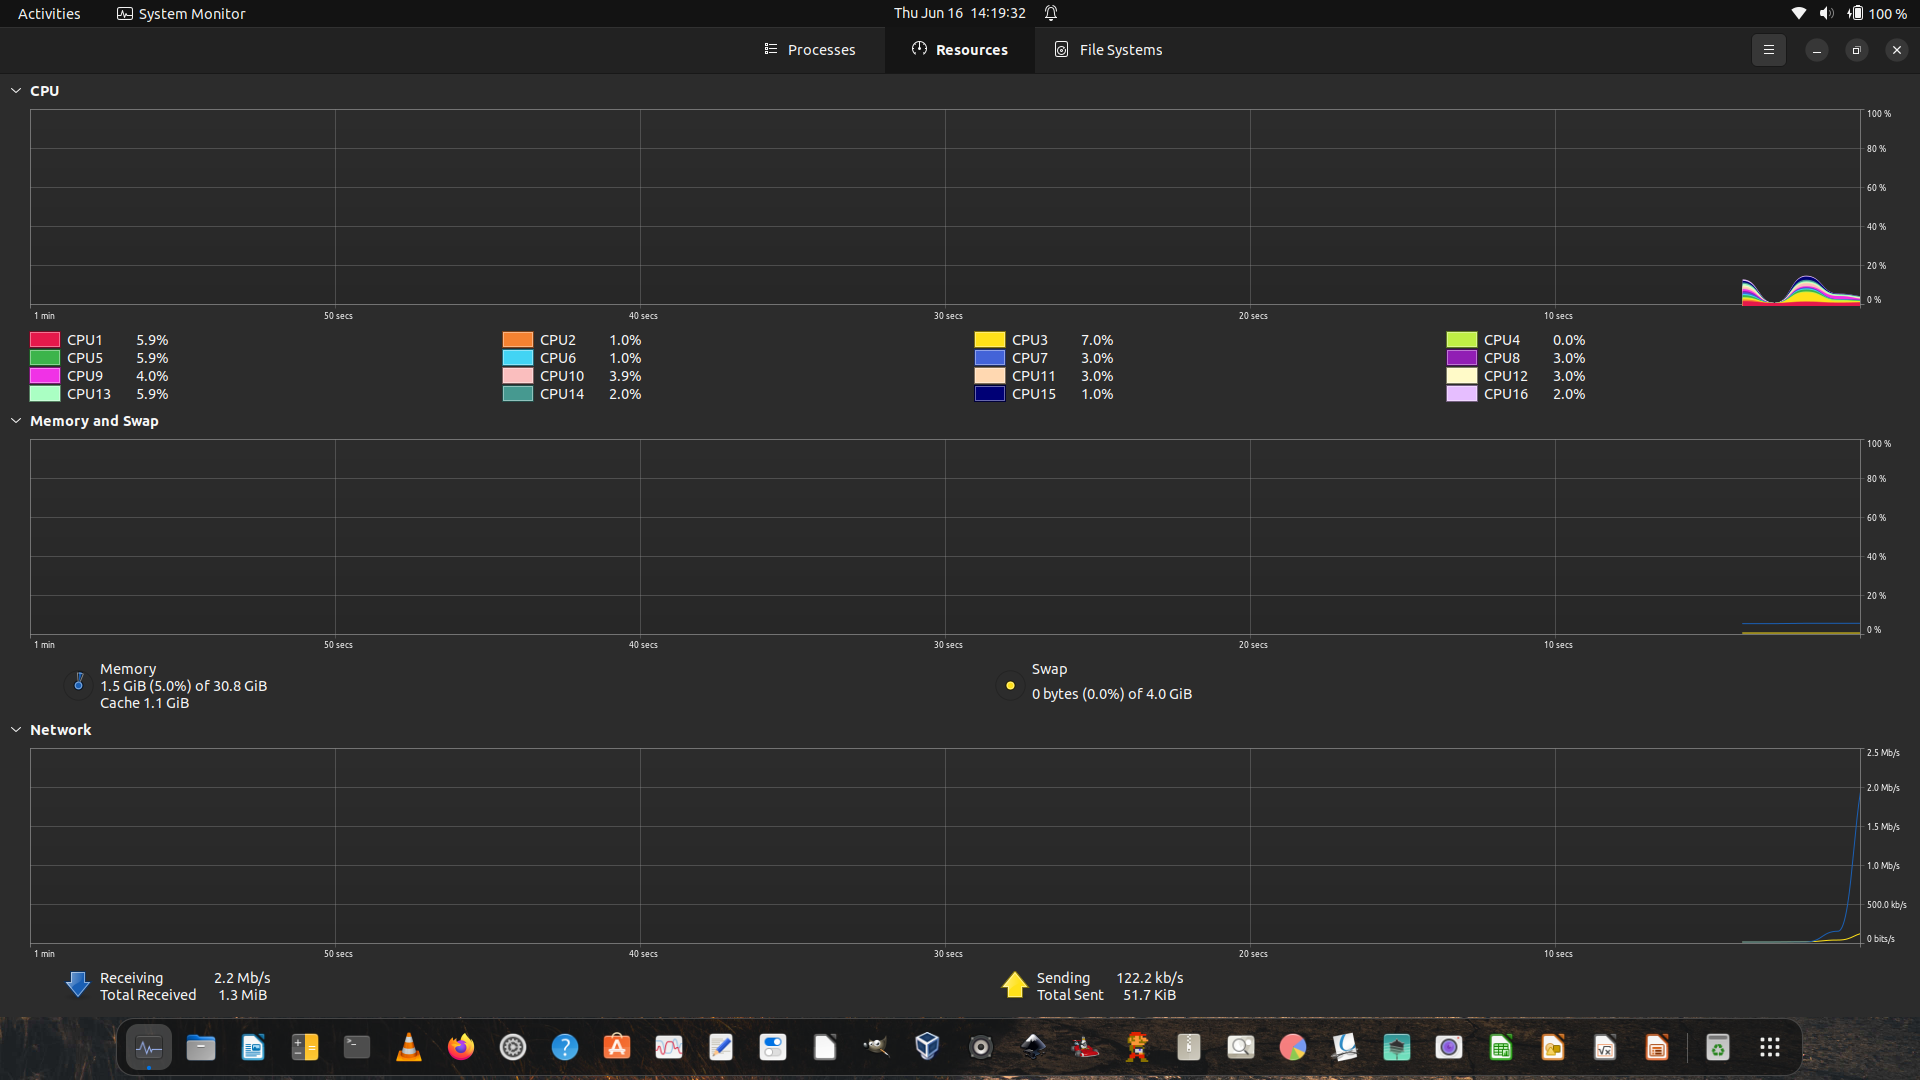 Activities System Monitor Thu Jun 16 14:19:32 100 %
Processes Resources File Systems
CPU
100 %
80 %
60 %
40 %
20 %
0 %
1 min 50 secs 40 secs 30 secs 20 secs 10 secs
CPU1 5.9% CPU2 1.0% CPU3 7.0% CPU4 0.0%
CPU5 5.9% CPU6 1.0% CPU7 3.0% CPU8 3.0%
CPU9 4.0% CPU10 3.9% CPU11 3.0% CPU12 3.0%
CPU13 5.9% CPU14 2.0% CPU15 1.0% CPU16 2.0%
Memory and Swap
100 %
80 %
60 %
40 %
20 %
0 %
1 min 50 secs 40 secs 30 secs 20 secs 10 secs
Memory
1.5 GiB (5.0%) of 30.8 GiB
Cache 1.1 GiB
Swap
0 bytes (0.0%) of 4.0 GiB
Network
2.5 Mb/s
2.0 Mb/s
1.5 Mb/s
1.0 Mb/s
500.0 kb/s
0 bits/s
1 min 50 secs 40 secs 30 secs 20 secs 10 secs
Receiving 2.2 Mb/s
Total Received 1.3 MiB
Sending 122.2 kb/s
Total Sent 51.7 KiB